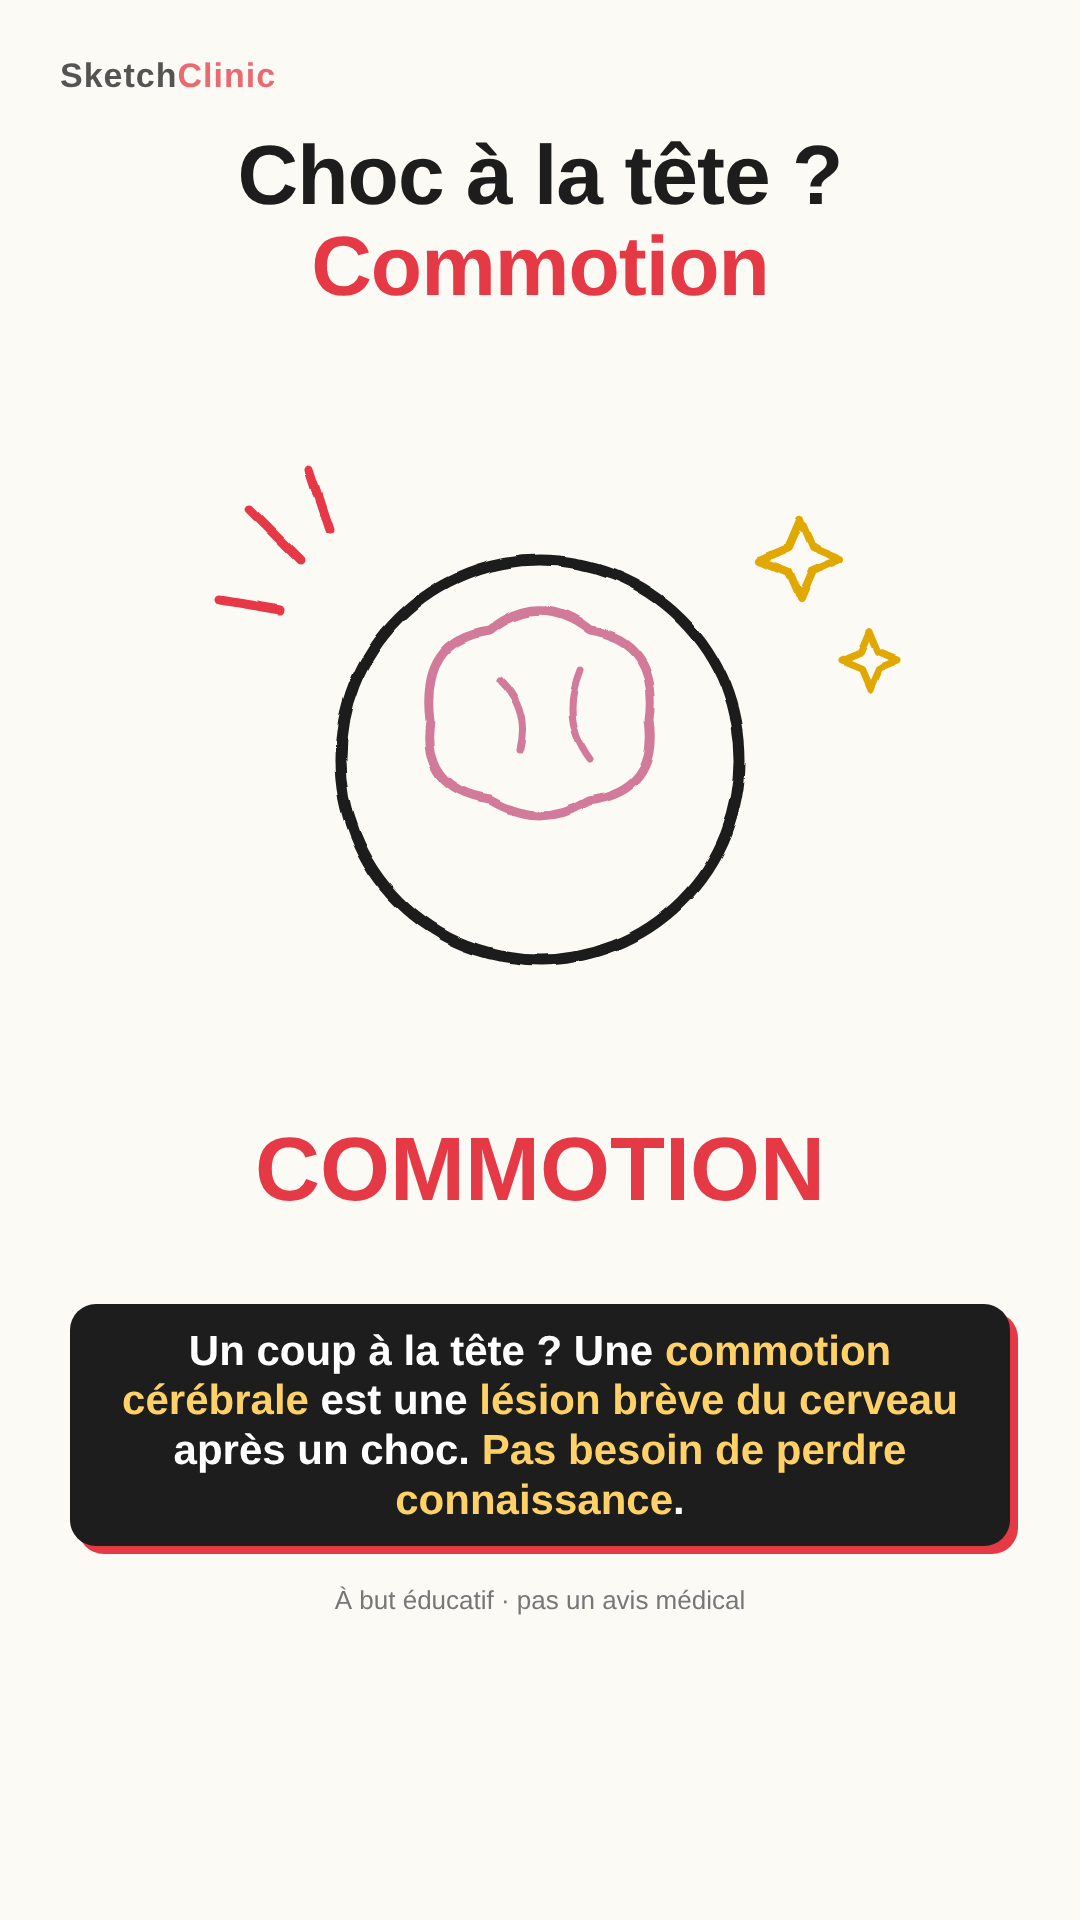 SketchClinic
Choc à la tête ?
Commotion
COMMOTION
Un coup à la tête ? Une commotion
cérébrale est une lésion brève du cerveau
après un choc. Pas besoin de perdre
connaissance.
À but éducatif · pas un avis médical